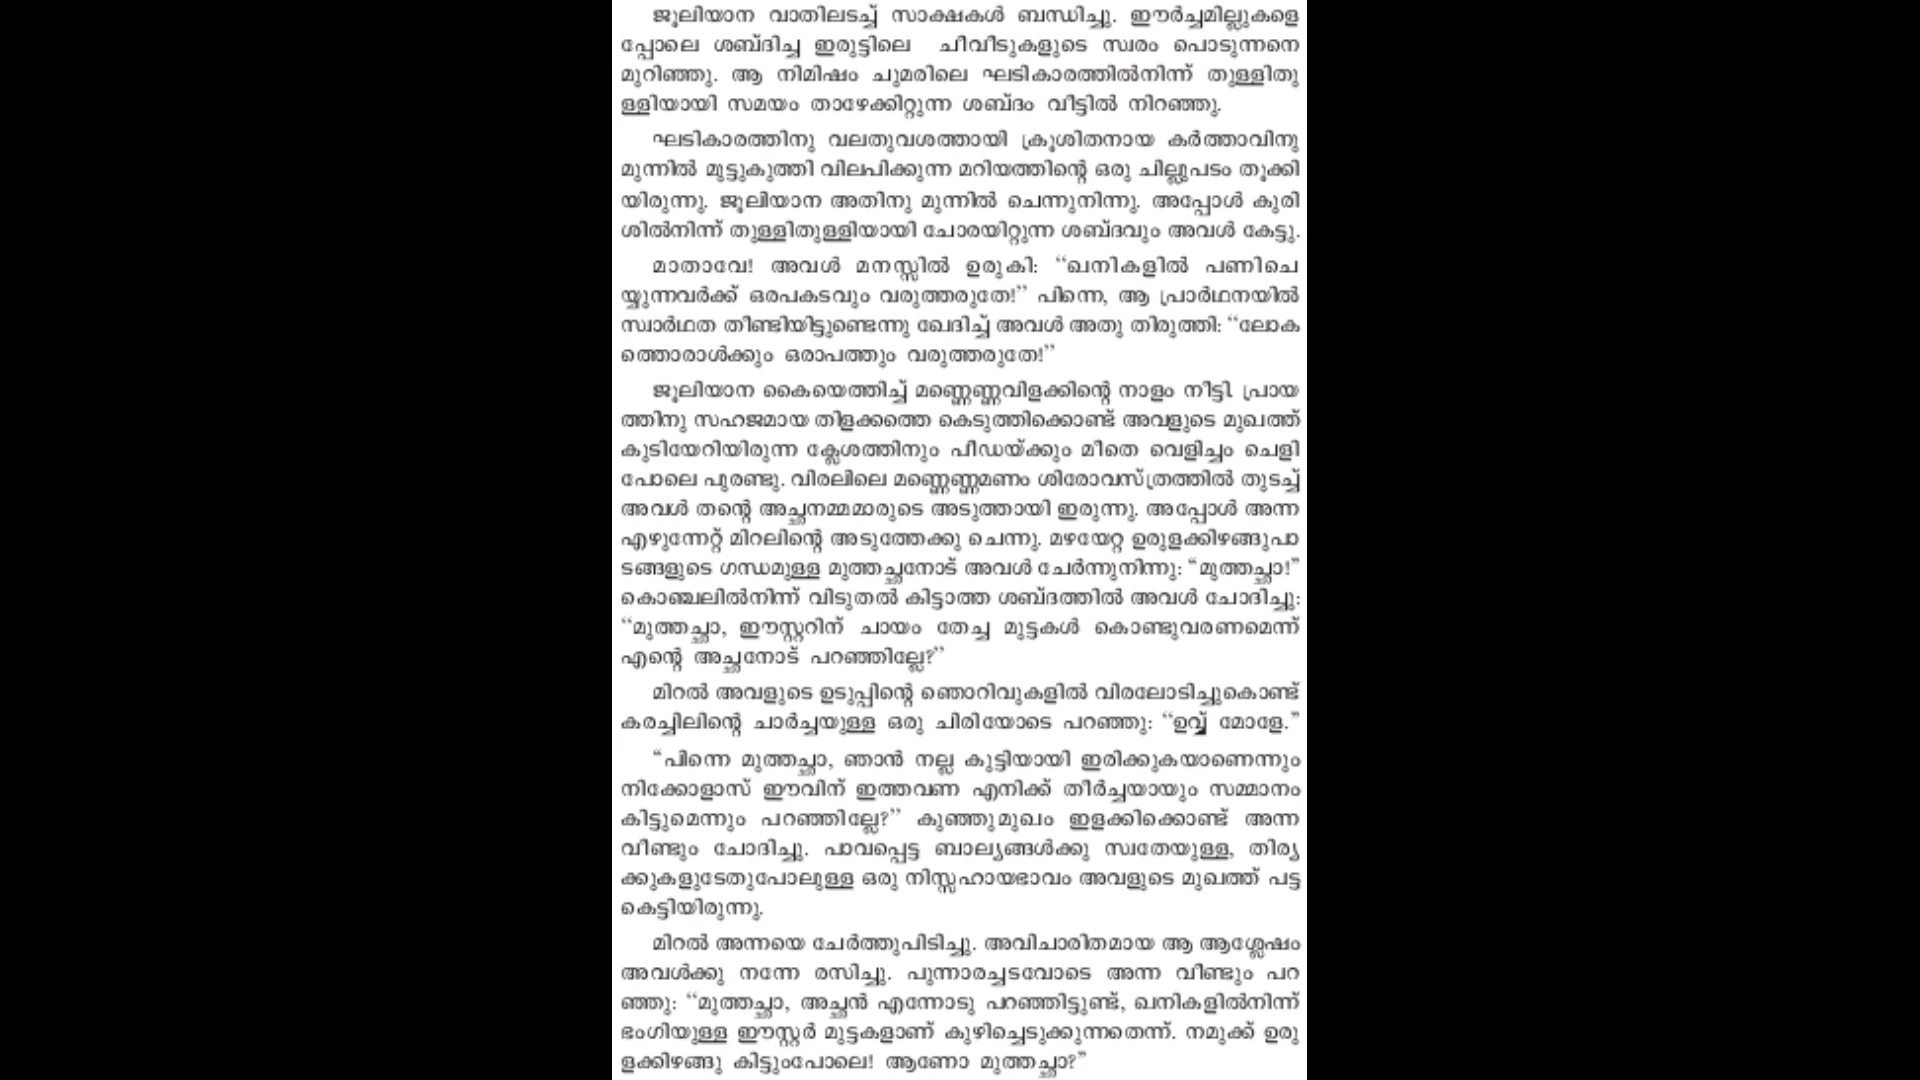 ജൂലിയാന വാതിലടച്ച് സാക്ഷകൾ ബന്ധിച്ചു. ഈർച്ചമില്ലുകളെ
പ്പോലെ ശബ്ദിച്ച ഇരുട്ടിലെ ചീവീടുകളുടെ സ്വരം പൊടുന്നനെ
മുറിഞ്ഞു. ആ നിമിഷം ചുമരിലെ ഘടികാരത്തിൽനിന്ന് തുള്ളിതു
ള്ളിയായി സമയം താഴേക്കിറ്റുന്ന ശബ്ദം വീട്ടിൽ നിറഞ്ഞു.
ഘടികാരത്തിനു വലതുവശത്തായി ക്രൂശിതനായ കർത്താവിനു
മുന്നിൽ മുട്ടുകുത്തി വിലപിക്കുന്ന മറിയത്തിന്റെ ഒരു ചില്ലുപടം തൂക്കി
യിരുന്നു. ജൂലിയാന അതിനു മുന്നിൽ ചെന്നുനിന്നു. അപ്പോൾ കുരി
ശിൽനിന്ന് തുള്ളിതുള്ളിയായി ചോരയിറ്റുന്ന ശബ്ദവും അവൾ കേട്ടു.
മാതാവേ! അവൾ മനസ്സിൽ ഉരുകി: “ഖനികളിൽ പണിചെ
യ്യുന്നവർക്ക് ഒരപകടവും വരുത്തരുതേ!” പിന്നെ, ആ പ്രാർഥനയിൽ
സ്വാർഥത തീണ്ടിയിട്ടുണ്ടെന്നു ഖേദിച്ച് അവൾ അതു തിരുത്തി: “ലോക
ത്തൊരാൾക്കും ഒരാപത്തും വരുത്തരുതേ!”
ജൂലിയാന കൈയെത്തിച്ച് മണ്ണെണ്ണവിളക്കിന്റെ നാളം നീട്ടി. പ്രായ
ത്തിനു സഹജമായ തിളക്കത്തെ കെടുത്തിക്കൊണ്ട് അവളുടെ മുഖത്ത്
കുടിയേറിയിരുന്ന ക്ലേശത്തിനും പീഡയ്ക്കും മീതെ വെളിച്ചം ചെളി
പോലെ പുരണ്ടു. വിരലിലെ മണ്ണെണ്ണമണം ശിരോവസ്ത്രത്തിൽ തുടച്ച്
അവൾ തന്റെ അച്ഛനമ്മമാരുടെ അടുത്തായി ഇരുന്നു. അപ്പോൾ അന്ന
എഴുന്നേറ്റ് മിറലിന്റെ അടുത്തേക്കു ചെന്നു. മഴയേറ്റ ഉരുളക്കിഴങ്ങുപാ
ടങ്ങളുടെ ഗന്ധമുള്ള മുത്തച്ഛനോട് അവൾ ചേർന്നുനിന്നു: “മുത്തച്ഛാ!”
കൊഞ്ചലിൽനിന്ന് വിടുതൽ കിട്ടാത്ത ശബ്ദത്തിൽ അവൾ ചോദിച്ചു:
“മുത്തച്ഛാ, ഈസ്റ്ററിന് ചായം തേച്ച മുട്ടകൾ കൊണ്ടുവരണമെന്ന്
എന്റെ അച്ഛനോട് പറഞ്ഞില്ലേ?”
മിറൽ അവളുടെ ഉടുപ്പിന്റെ ഞൊറിവുകളിൽ വിരലോടിച്ചുകൊണ്ട്
കരച്ചിലിന്റെ ചാർച്ചയുള്ള ഒരു ചിരിയോടെ പറഞ്ഞു: “ഉവ്വ് മോളേ.”
“പിന്നെ മുത്തച്ഛാ, ഞാൻ നല്ല കുട്ടിയായി ഇരിക്കുകയാണെന്നും
നിക്കോളാസ് ഈവിന് ഇത്തവണ എനിക്ക് തീർച്ചയായും സമ്മാനം
കിട്ടുമെന്നും പറഞ്ഞില്ലേ?” കുഞ്ഞുമുഖം ഇളക്കിക്കൊണ്ട് അന്ന
വീണ്ടും ചോദിച്ചു. പാവപ്പെട്ട ബാല്യങ്ങൾക്കു സ്വതേയുള്ള, തിര്യ
ക്കുകളുടേതുപോലുള്ള ഒരു നിസ്സഹായഭാവം അവളുടെ മുഖത്ത് പട്ട
കെട്ടിയിരുന്നു.
മിറൽ അന്നയെ ചേർത്തുപിടിച്ചു. അവിചാരിതമായ ആ ആശ്ലേഷം
അവൾക്കു നന്നേ രസിച്ചു. പുന്നാരച്ചടവോടെ അന്ന വീണ്ടും പറ
ഞ്ഞു: “മുത്തച്ഛാ, അച്ഛൻ എന്നോടു പറഞ്ഞിട്ടുണ്ട്, ഖനികളിൽനിന്ന്
ഭംഗിയുള്ള ഈസ്റ്റർ മുട്ടകളാണ് കുഴിച്ചെടുക്കുന്നതെന്ന്. നമുക്ക് ഉരു
ളക്കിഴങ്ങു കിട്ടുംപോലെ! ആണോ മുത്തച്ഛാ?”